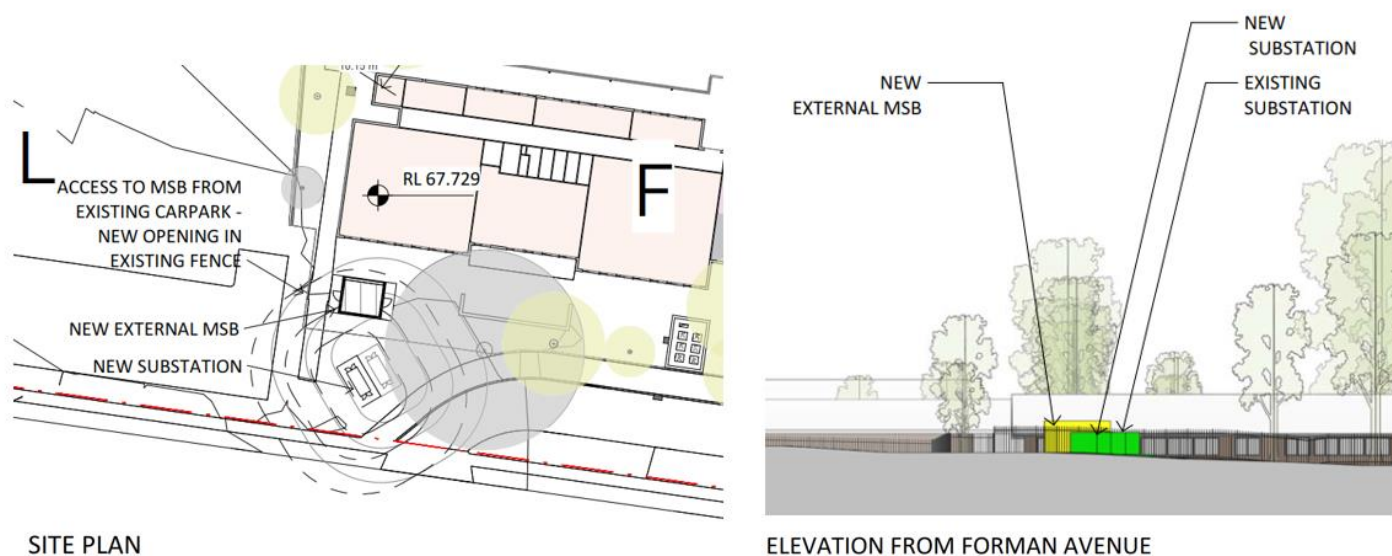 L
ACCESS TO MSB FROM
EXISTING CARPARK -
NEW OPENING IN
EXISTING FENCE
NEW EXTERNAL MSB
NEW SUBSTATION
RL 67.729
F
SITE PLAN
NEW
SUBSTATION
NEW
EXTERNAL MSB
EXISTING
SUBSTATION
ELEVATION FROM FORMAN AVENUE